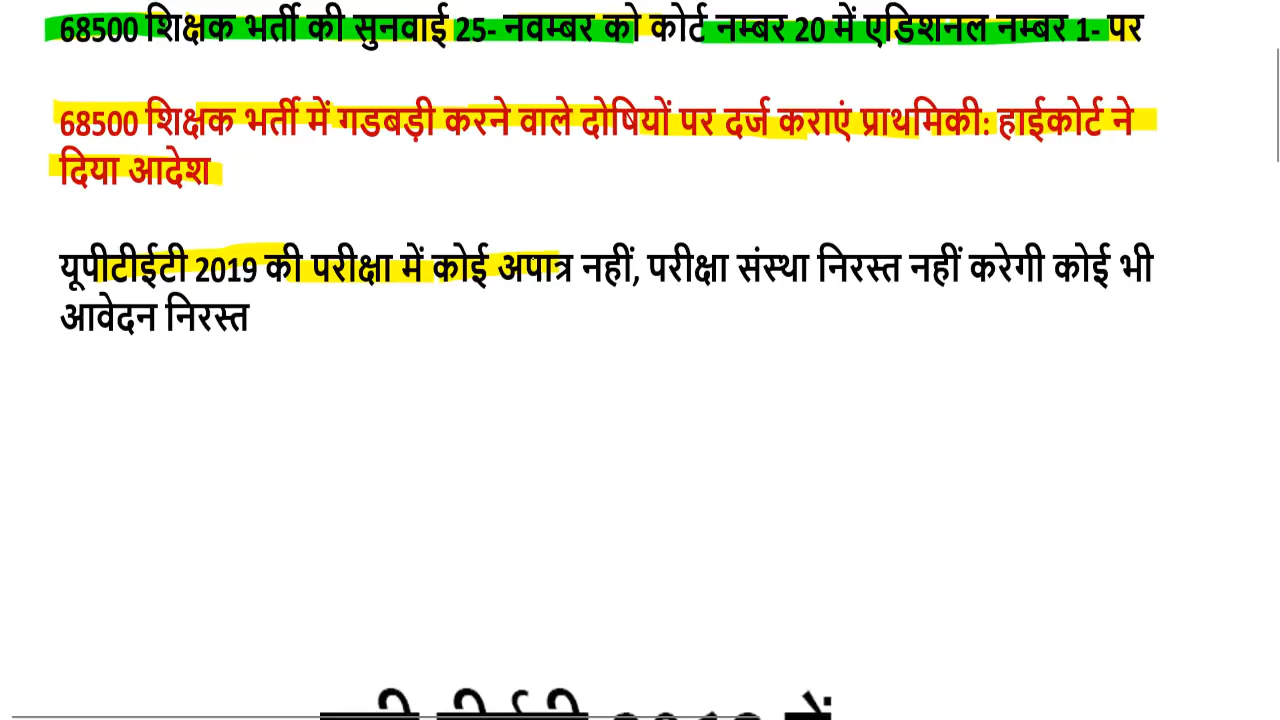 68500 शिक्षक भर्ती की सुनवाई 25- नवम्बर को कोर्ट नम्बर 20 में एडिशनल नम्बर 1- पर
68500 शिक्षक भर्ती में गडबड़ी करने वाले दोषियों पर दर्ज कराएं प्राथमिकी: हाईकोर्ट ने
दिया आदेश
यूपीटीईटी 2019 की परीक्षा में कोई अपात्र नहीं, परीक्षा संस्था निरस्त नहीं करेगी कोई भी
आवेदन निरस्त